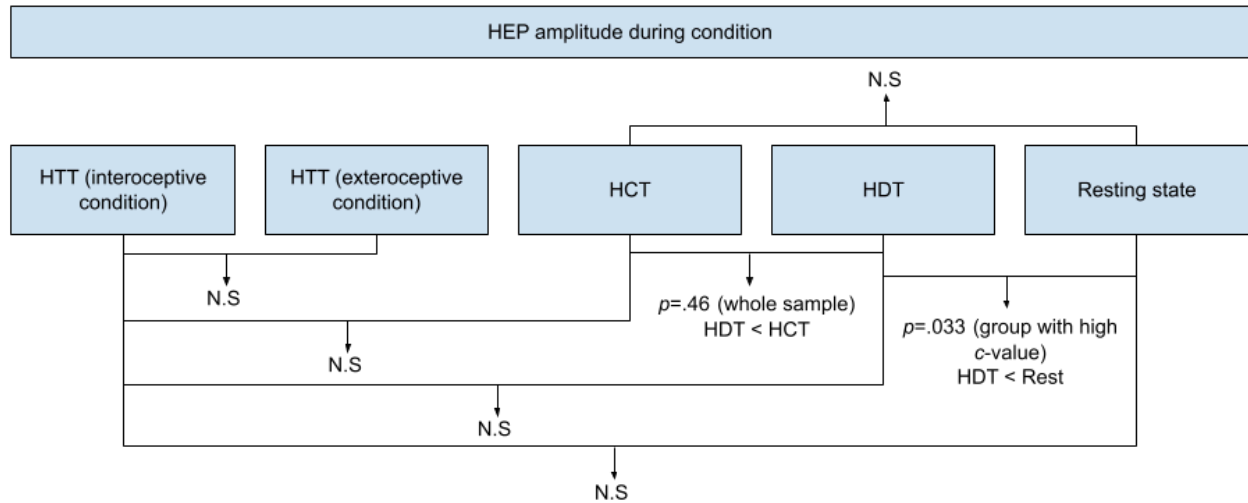 HEP amplitude during condition
N.S
HTT (interoceptive
condition)
HTT (exteroceptive
condition)
HCT
HDT
Resting state
N.S
p=.46 (whole sample)
HDT < HCT
p=.033 (group with high
c-value)
HDT < Rest
N.S
N.S
N.S